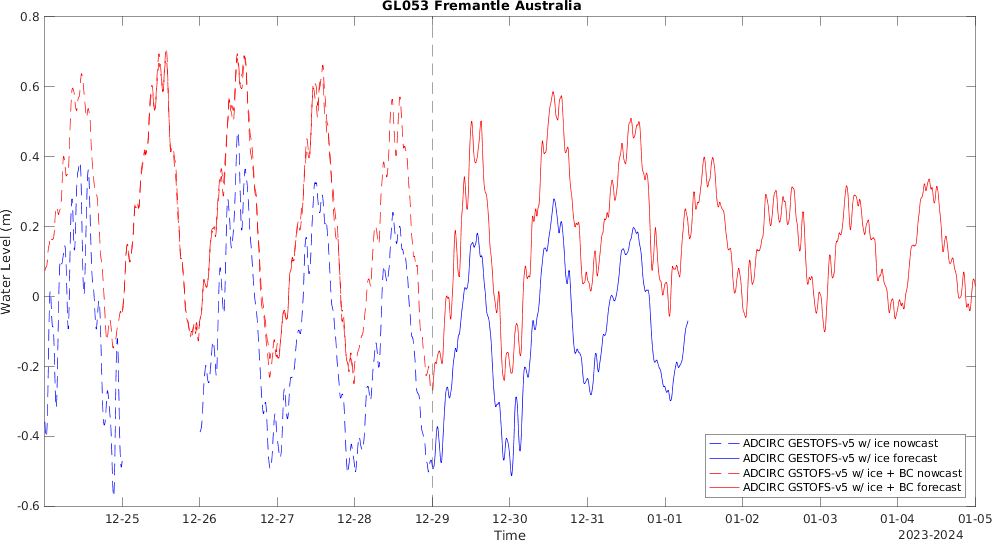 GL053 Fremantle Australia
0.8
0.6
0.4
0.2
0
-0.2
-0.4
-0.6
Water Level (m)
ADCIRC GESTOFS-v5 w/ ice nowcast
ADCIRC GESTOFS-v5 w/ ice forecast
ADCIRC GSTOFS-v5 w/ ice + BC nowcast
ADCIRC GSTOFS-v5 w/ ice + BC forecast
12-25 12-26 12-27 12-28 12-29 12-30 12-31 01-01 01-02 01-03 01-04 01-05
Time
2023-2024